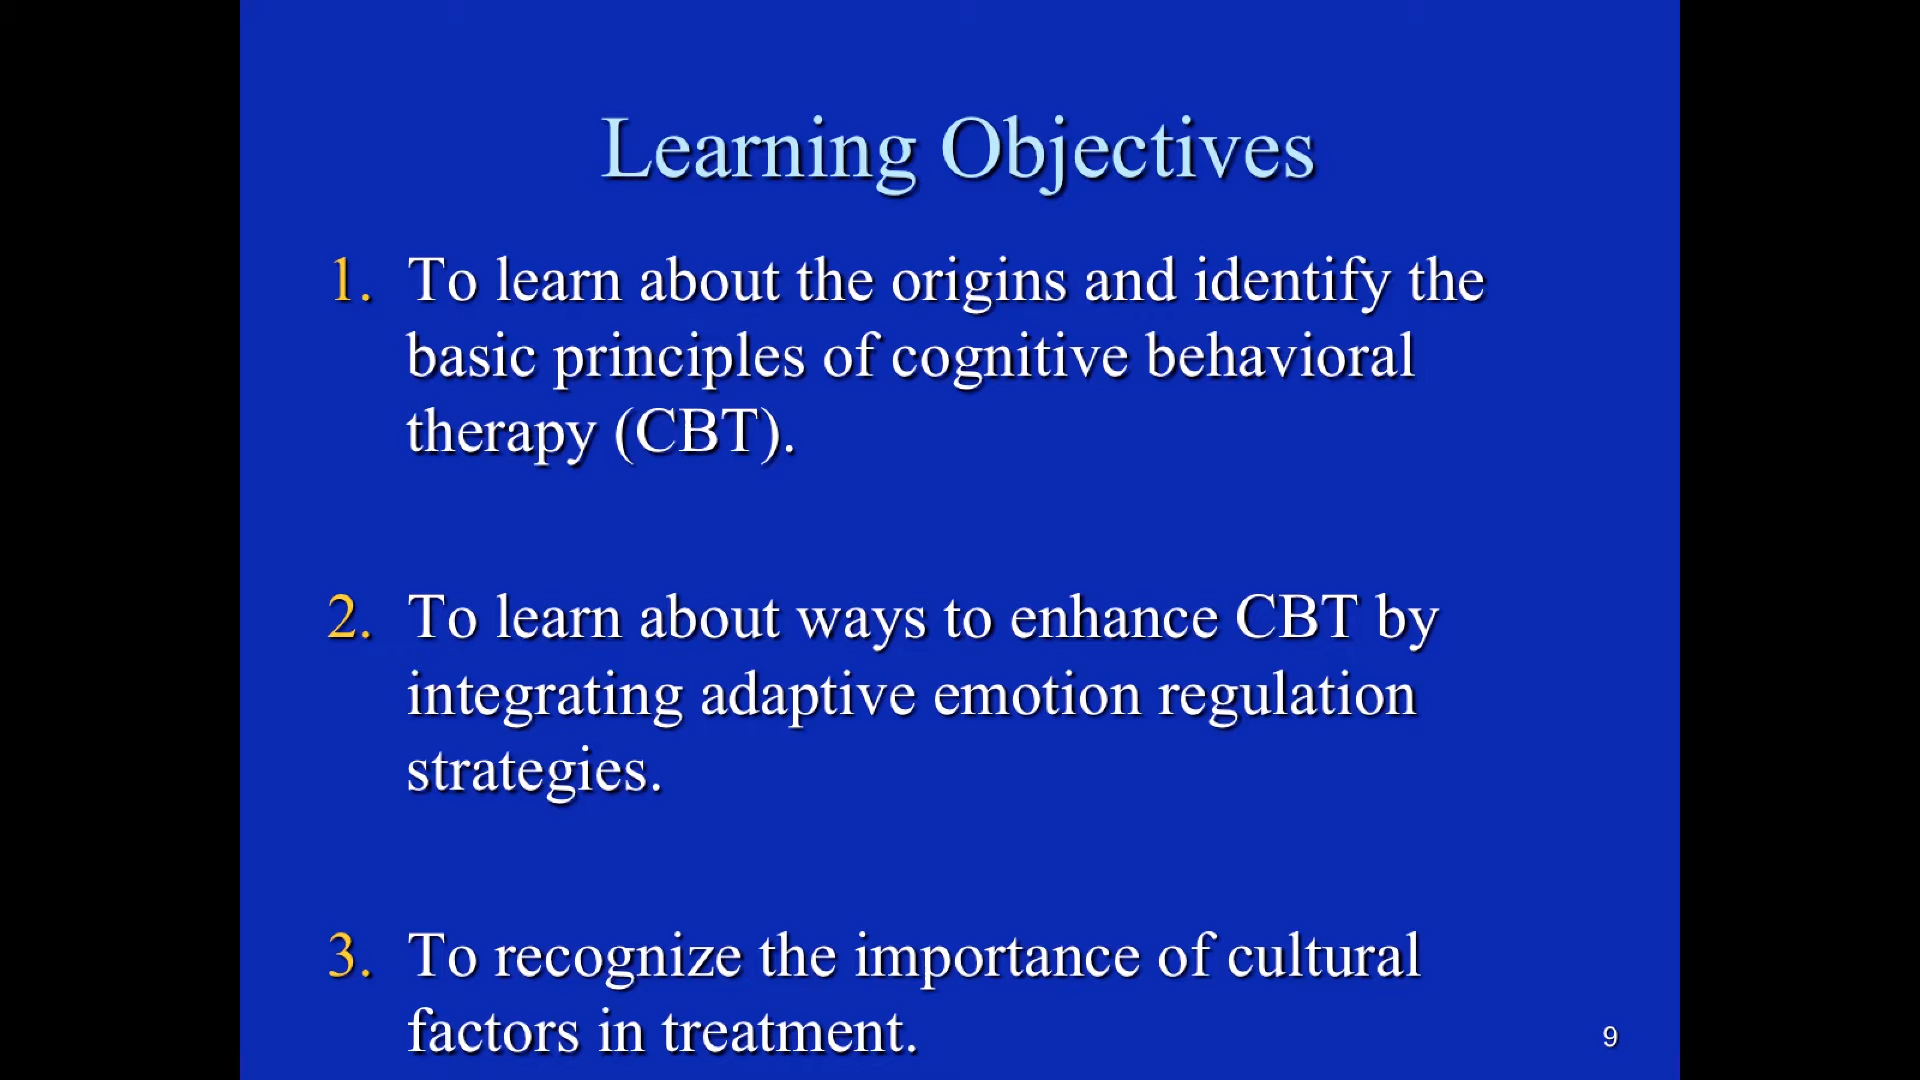 Learning Objectives
1. To learn about the origins and identify the
basic principles of cognitive behavioral
therapy (CBT).
2. To learn about ways to enhance CBT by
integrating adaptive emotion regulation
strategies.
3. To recognize the importance of cultural
factors in treatment.
9